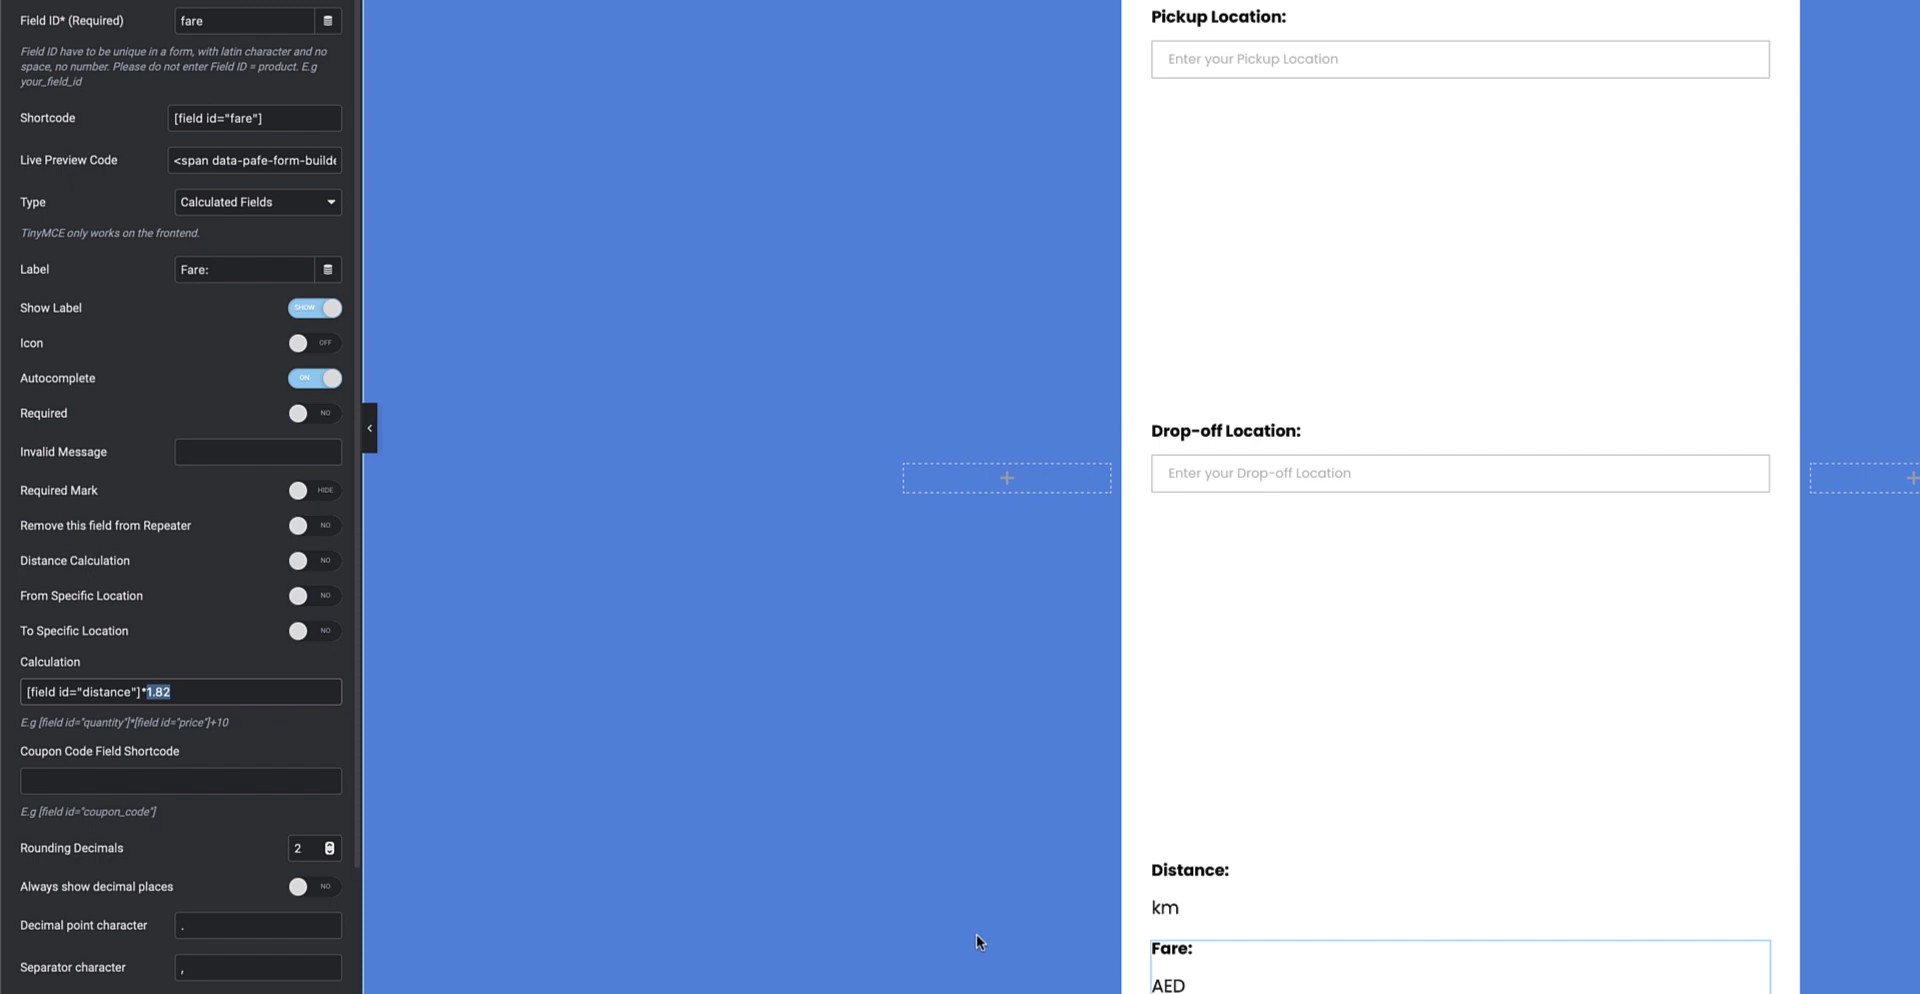 Field ID* (Required)
fare
Field ID have to be unique in a form, with latin character and no
space, no number. Please do not enter Field ID = product. E.g
your_field_id
Shortcode
[field id="fare"]
Live Preview Code
<span data-pafe-form-builde
Type
Calculated Fields
TinyMCE only works on the frontend.
Label
Fare:
Show Label
SHOW
Icon
OFF
Autocomplete
ON
Required
NO
Invalid Message
Required Mark
HIDE
Remove this field from Repeater
NO
Distance Calculation
NO
From Specific Location
NO
To Specific Location
NO
Calculation
[field id="distance"]*1.82
E.g [field id="quantity"]*[field id="price"]+10
Coupon Code Field Shortcode
E.g [field id="coupon_code"]
Rounding Decimals
2
Always show decimal places
NO
Decimal point character
.
Separator character
,
Pickup Location:
Enter your Pickup Location
Drop-off Location:
Enter your Drop-off Location
Distance:
km
Fare:
AED